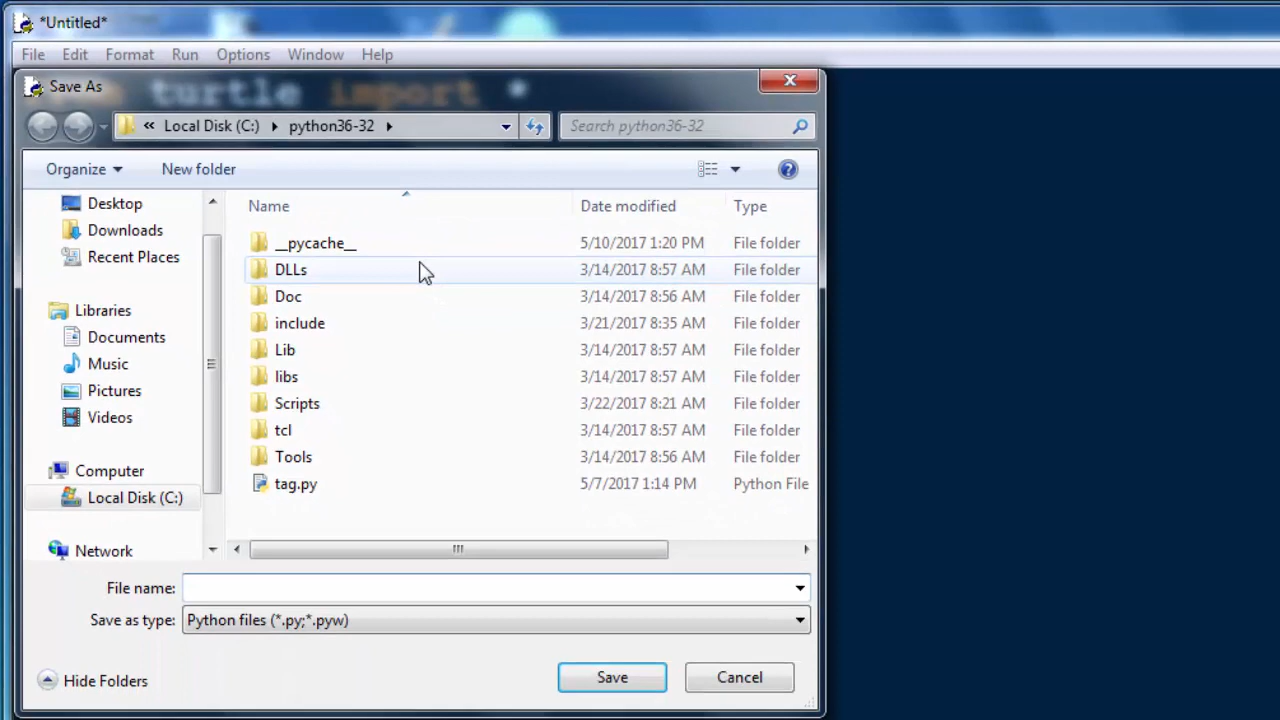 *Untitled*
File Edit Format Run Options Window Help
Save As
turtle import *
« Local Disk (C:) python36-32 Search python36-32
Organize New folder
Name Date modified Type
Desktop
Downloads
Recent Places
Libraries
Documents
Music
Pictures
Videos
Computer
Local Disk (C:)
Network
__pycache__ 5/10/2017 1:20 PM File folder
DLLs 3/14/2017 8:57 AM File folder
Doc 3/14/2017 8:56 AM File folder
include 3/21/2017 8:35 AM File folder
Lib 3/14/2017 8:57 AM File folder
libs 3/14/2017 8:57 AM File folder
Scripts 3/22/2017 8:21 AM File folder
tcl 3/14/2017 8:57 AM File folder
Tools 3/14/2017 8:56 AM File folder
tag.py 5/7/2017 1:14 PM Python File
File name:
Save as type: Python files (*.py;*.pyw)
Hide Folders Save Cancel